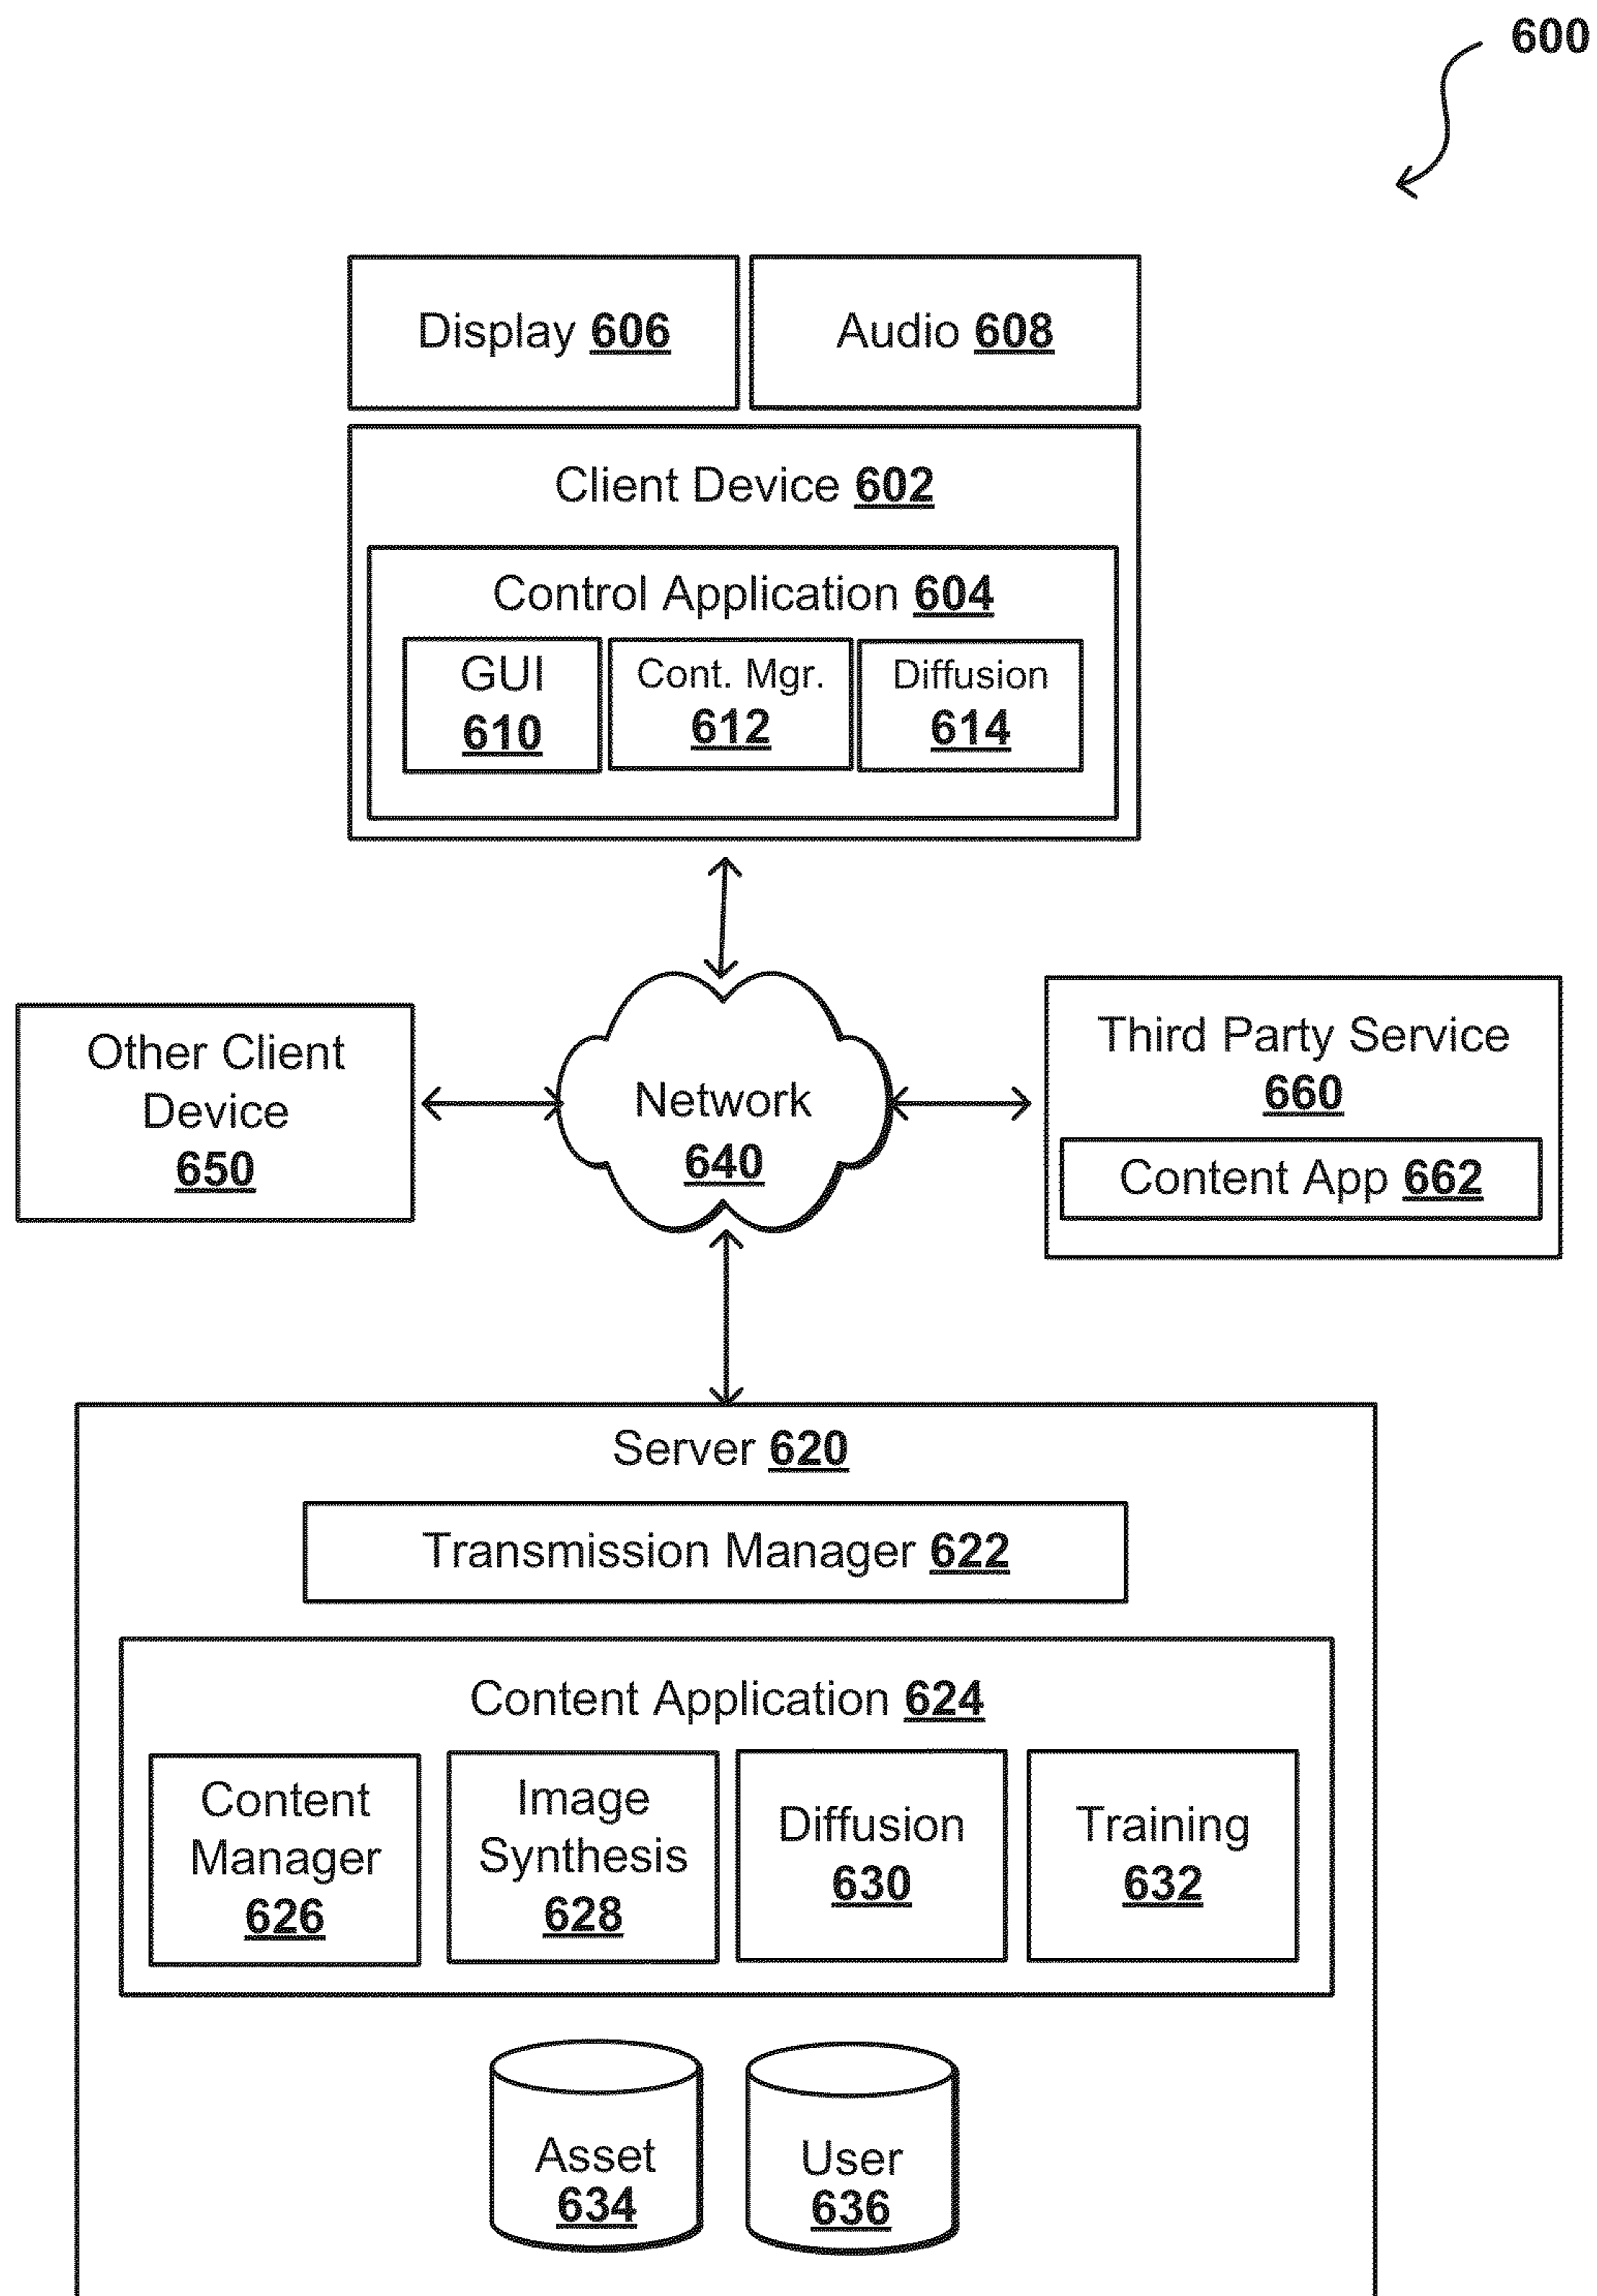 600
Display 606
Audio 608
Client Device 602
Control Application 604
GUI
610
Cont. Mgr.
612
Diffusion
614
Other Client
Device
650
Network
640
Third Party Service
660
Content App 662
Server 620
Transmission Manager 622
Content Application 624
Content
Manager
626
Image
Synthesis
628
Diffusion
630
Training
632
Asset
634
User
636